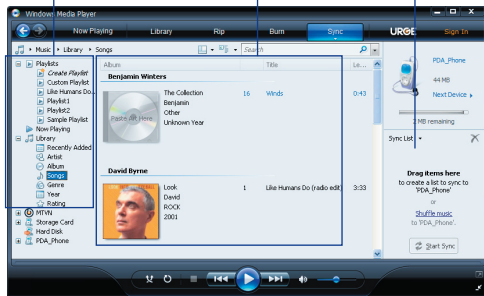 Windows Media Player
Now Playing Library Rip Burn Sync URGE Sign In
Music Library Songs
Search
Playlists
Create Playlist
Custom Playlist
Like Humans Do...
Playlist1
Playlist2
Sample Playlist
Now Playing
Library
Recently Added
Artist
Album
Songs
Genre
Year
Rating
MTVN
Storage Card
Hard Disk
PDA_Phone
Album Title Le...
Benjamin Winters
Paste Art Here
The Collection 16 Winds 0:43
Benjamin
Other
Unknown Year
David Byrne
Look 1 Like Humans Do (radio edit) 3:33
David
ROCK
2001
PDA_Phone
44 MB
Next Device
2 MB remaining
Sync List
Drag items here
to create a list to sync to
'PDA_Phone'
or
Shuffle music
to 'PDA_Phone'.
Start Sync